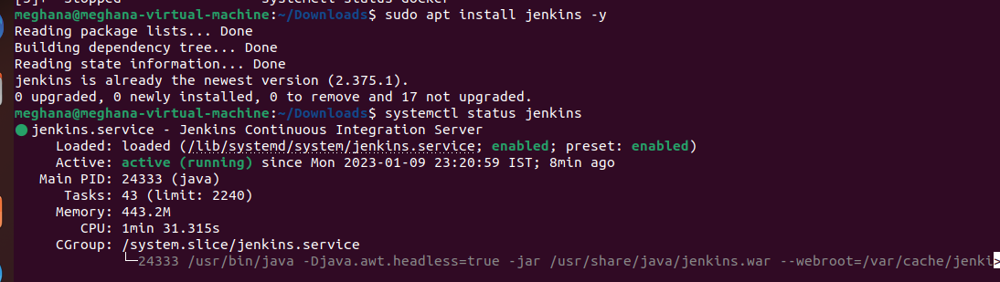 meghana@meghana-virtual-machine:~/Downloads$ sudo apt install jenkins -y
Reading package lists... Done
Building dependency tree... Done
Reading state information... Done
jenkins is already the newest version (2.375.1).
0 upgraded, 0 newly installed, 0 to remove and 17 not upgraded.
meghana@meghana-virtual-machine:~/Downloads$ systemctl status jenkins
● jenkins.service - Jenkins Continuous Integration Server
Loaded: loaded (/lib/systemd/system/jenkins.service; enabled; preset: enabled)
Active: active (running) since Mon 2023-01-09 23:20:59 IST; 8min ago
Main PID: 24333 (java)
Tasks: 43 (limit: 2240)
Memory: 443.2M
CPU: 1min 31.315s
CGroup: /system.slice/jenkins.service
└─24333 /usr/bin/java -Djava.awt.headless=true -jar /usr/share/java/jenkins.war --webroot=/var/cache/jenki>